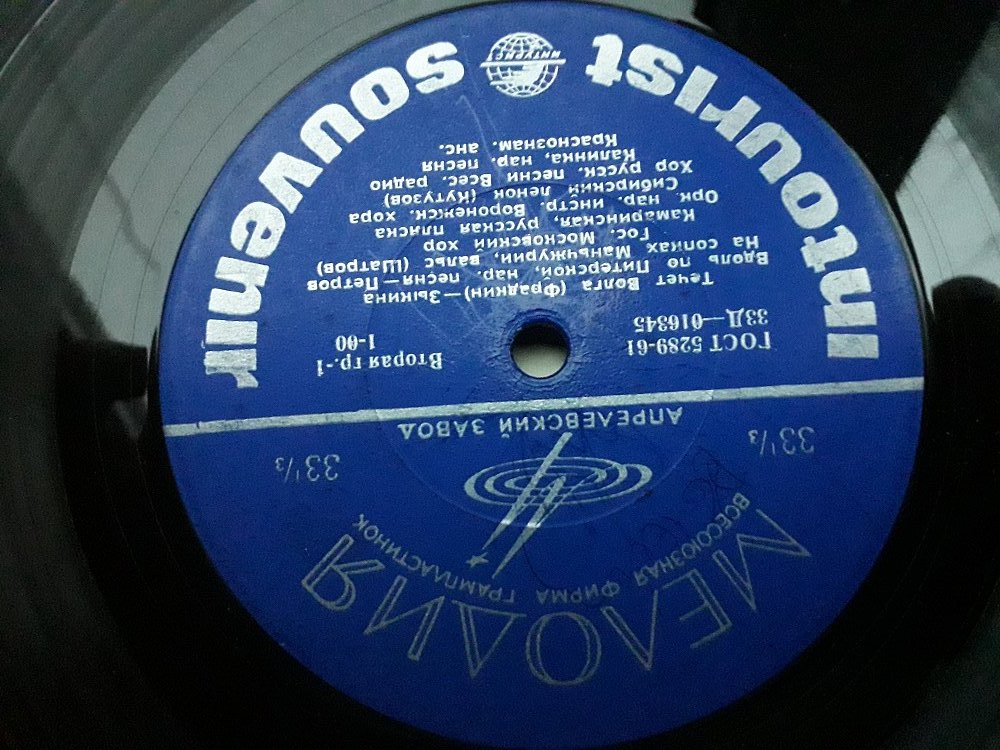 МЕЛОДИЯ
ВСЕСОЮЗНАЯ ФИРМА ГРАМПЛАСТИНОК
33⅓
33⅓
АПРЕЛЕВСКИЙ ЗАВОД
ГОСТ 5289-61
Вторая гр.-1
33Д—016345
1-00
Течет Волга (Фрадкин)—Зыкина
Вдоль по Питерской, нар. песня—Петров
На сопках Маньчжурии, вальс (Шатров)
Гос. Московский хор
Камаринская, русская пляска
Орк. нар. инстр. Воронежск. хора
Сибирский ленок (Кутузов)
Хор русск. песни Всес. радио
Калинка, нар. песня
Краснознам. анс.
Intourist souvenir
ИНТУРИСТ